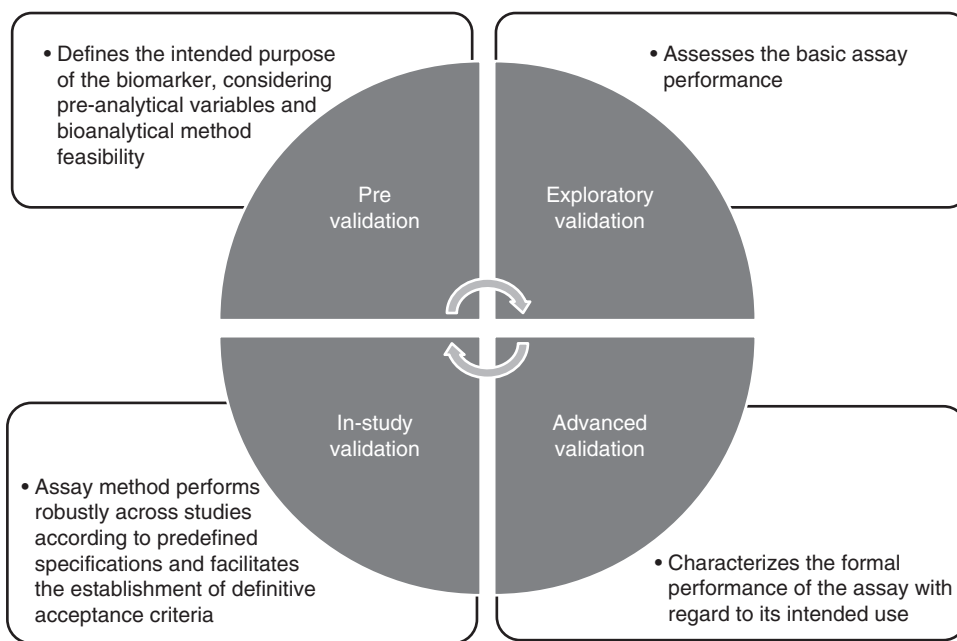 • Defines the intended purpose
of the biomarker, considering
pre-analytical variables and
bioanalytical method
feasibility
• Assesses the basic assay
performance
Pre
validation
Exploratory
validation
In-study
validation
Advanced
validation
• Assay method performs
robustly across studies
according to predefined
specifications and facilitates
the establishment of definitive
acceptance criteria
• Characterizes the formal
performance of the assay with
regard to its intended use